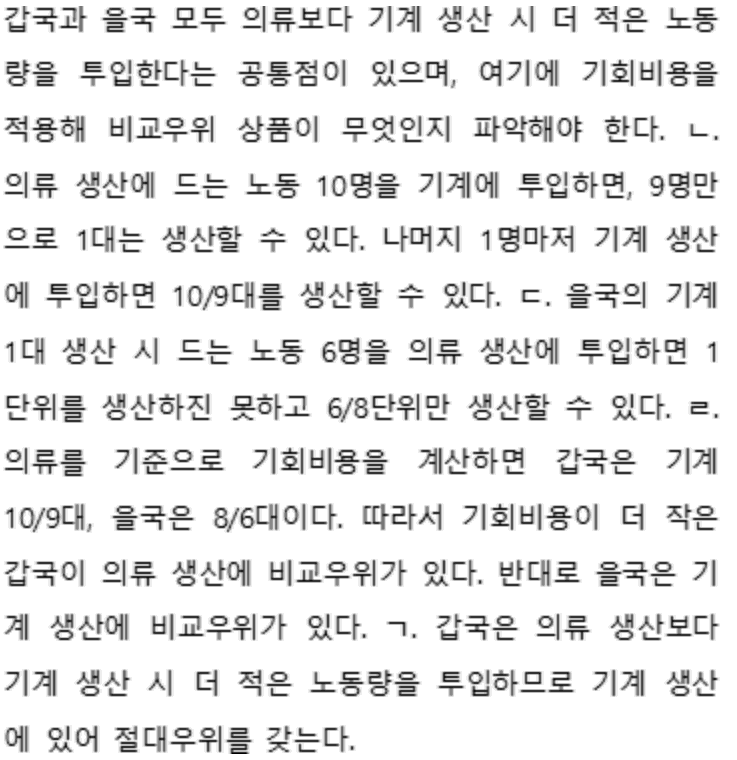 갑국과 을국 모두 의류보다 기계 생산 시 더 적은 노동
량을 투입한다는 공통점이 있으며, 여기에 기회비용을
적용해 비교우위 상품이 무엇인지 파악해야 한다. ㄴ.
의류 생산에 드는 노동 10명을 기계에 투입하면, 9명만
으로 1대는 생산할 수 있다. 나머지 1명마저 기계 생산
에 투입하면 10/9대를 생산할 수 있다. ㄷ. 을국의 기계
1대 생산 시 드는 노동 6명을 의류 생산에 투입하면 1
단위를 생산하진 못하고 6/8단위만 생산할 수 있다. ㄹ.
의류를 기준으로 기회비용을 계산하면 갑국은 기계
10/9대, 을국은 8/6대이다. 따라서 기회비용이 더 작은
갑국이 의류 생산에 비교우위가 있다. 반대로 을국은 기
계 생산에 비교우위가 있다. ㄱ. 갑국은 의류 생산보다
기계 생산 시 더 적은 노동량을 투입하므로 기계 생산
에 있어 절대우위를 갖는다.